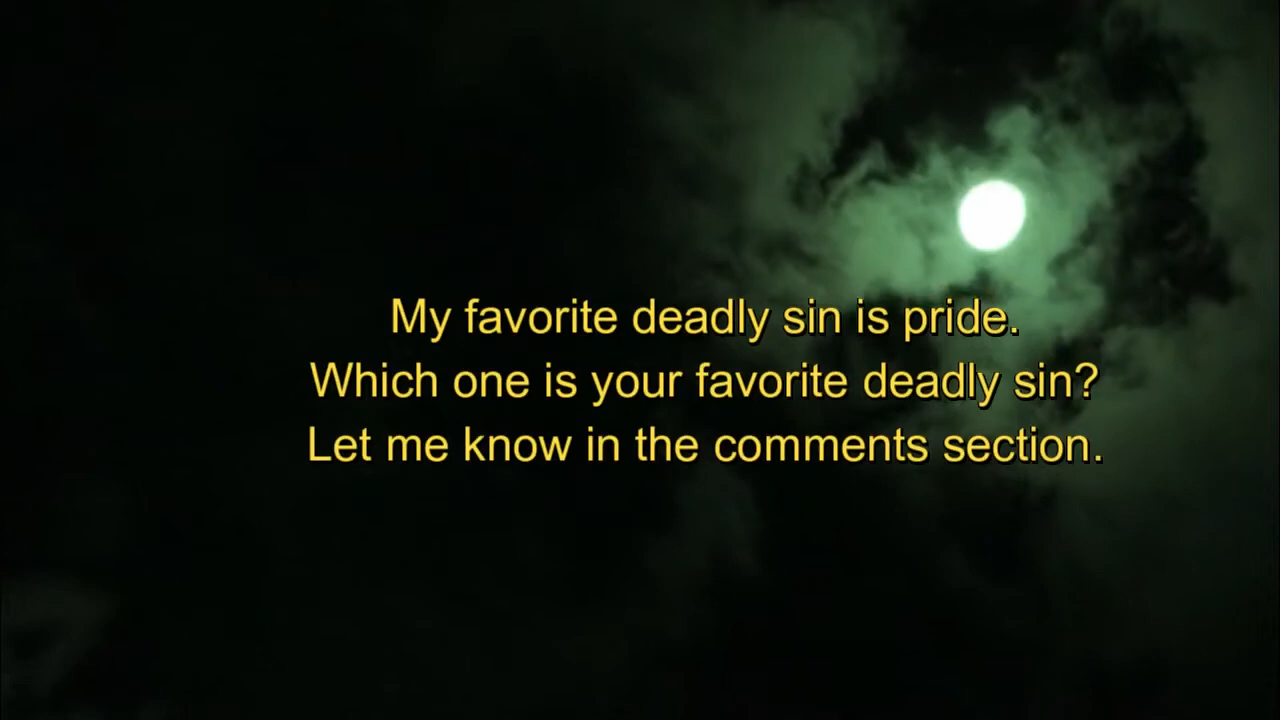 My favorite deadly sin is pride.
Which one is your favorite deadly sin?
Let me know in the comments section.